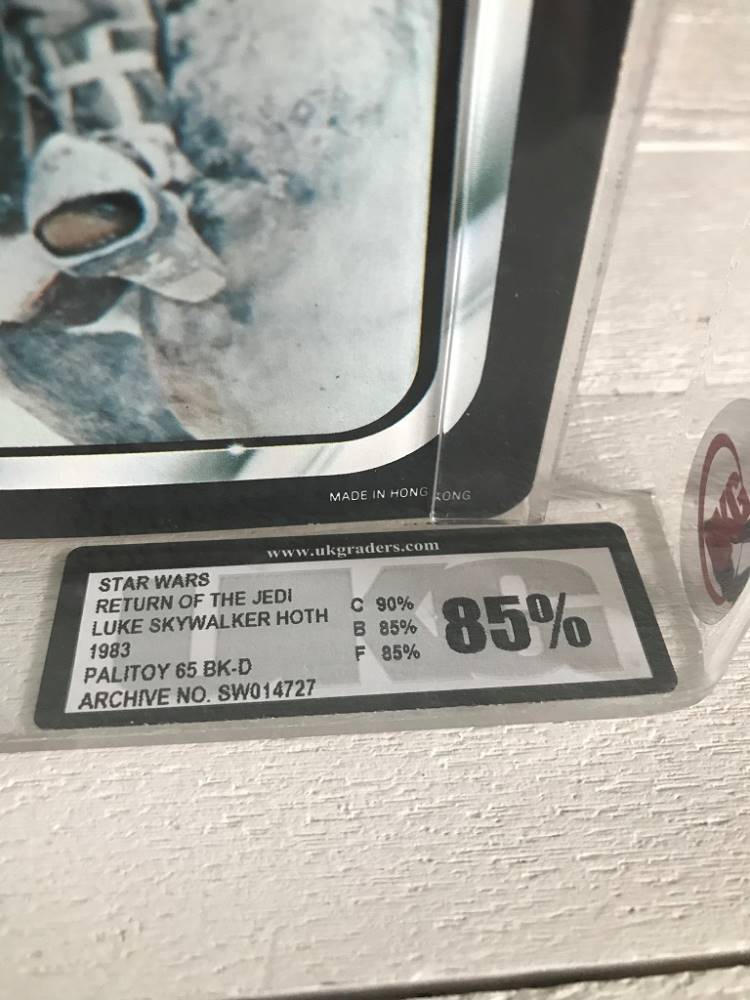 MADE IN HONG KONG
www.ukgraders.com
STAR WARS
RETURN OF THE JEDI
LUKE SKYWALKER HOTH
1983
PALITOY 65 BK-D
ARCHIVE NO. SW014727
C 90%
B 85%
F 85%
85%